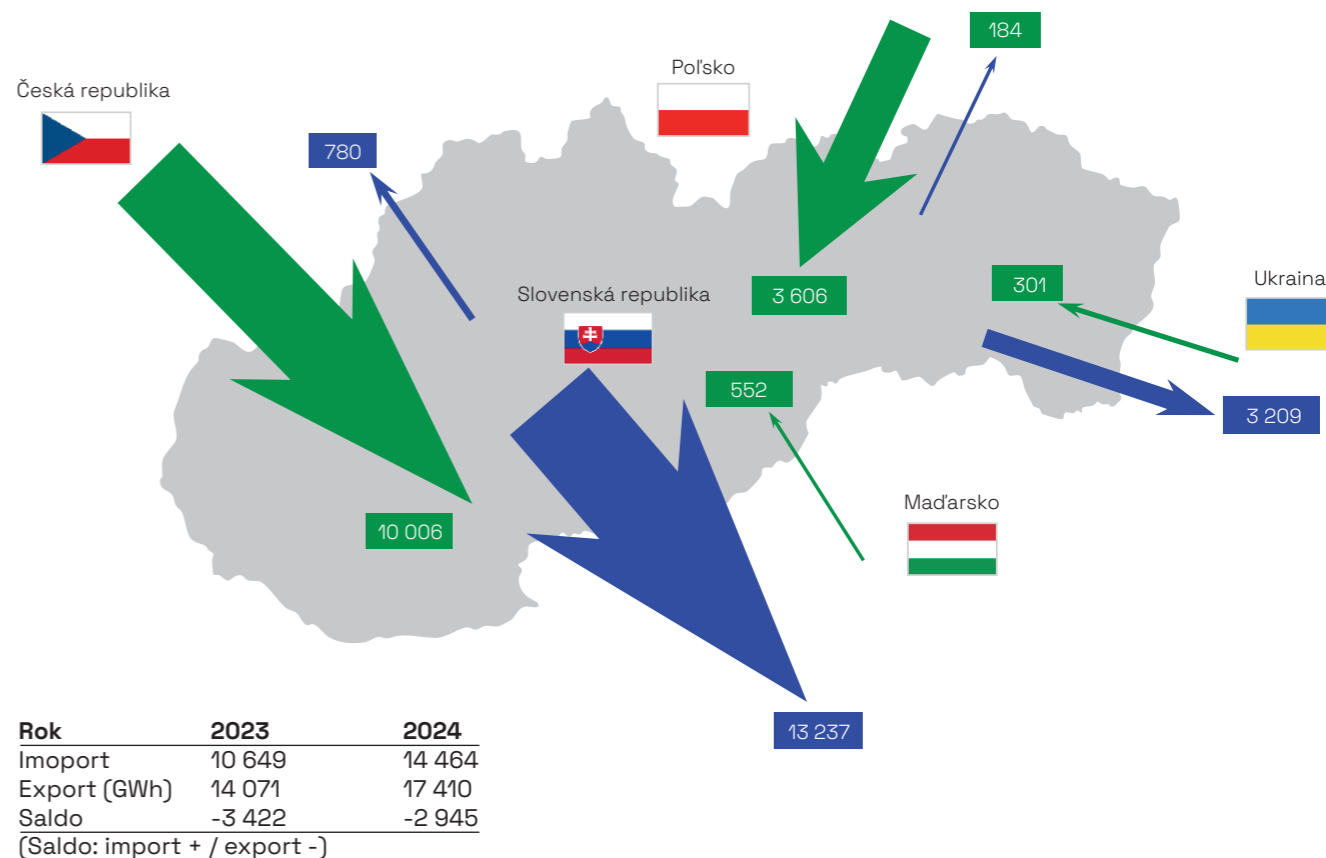 184
Poľsko
Česká republika
780
Ukraina
301
3 606
Slovenská republika
552
3 209
Maďarsko
10 006
13 237
Rok 2023 2024
Imoport 10 649 14 464
Export (GWh) 14 071 17 410
Saldo -3 422 -2 945
(Saldo: import + / export -)